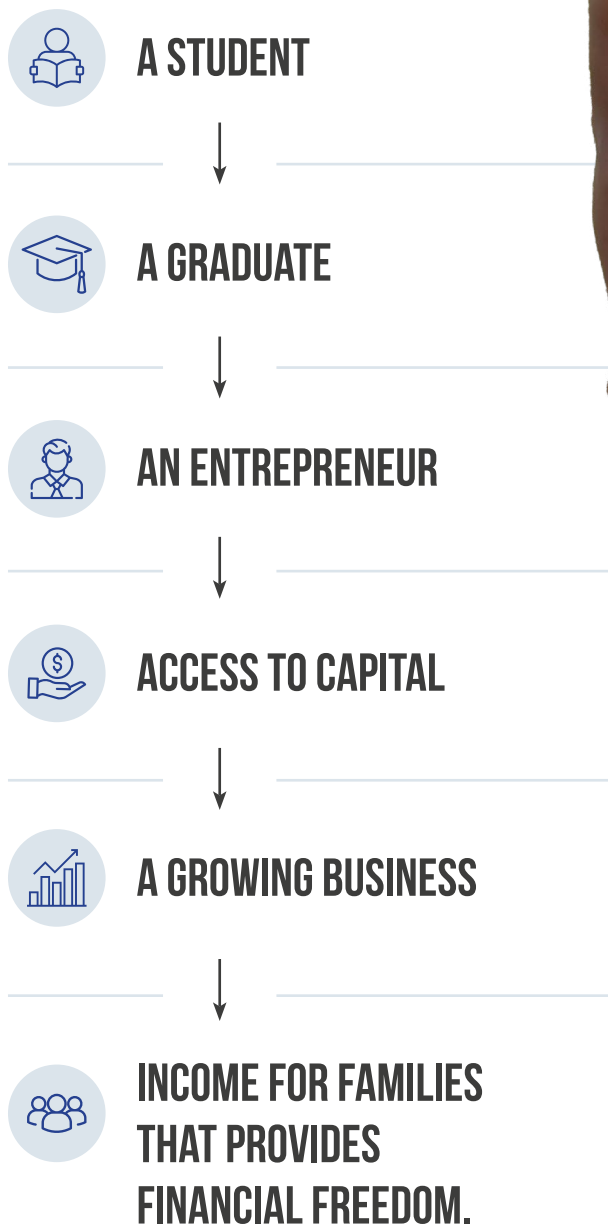 A STUDENT
A GRADUATE
AN ENTREPRENEUR
$
ACCESS TO CAPITAL
A GROWING BUSINESS
INCOME FOR FAMILIES
THAT PROVIDES
FINANCIAL FREEDOM.